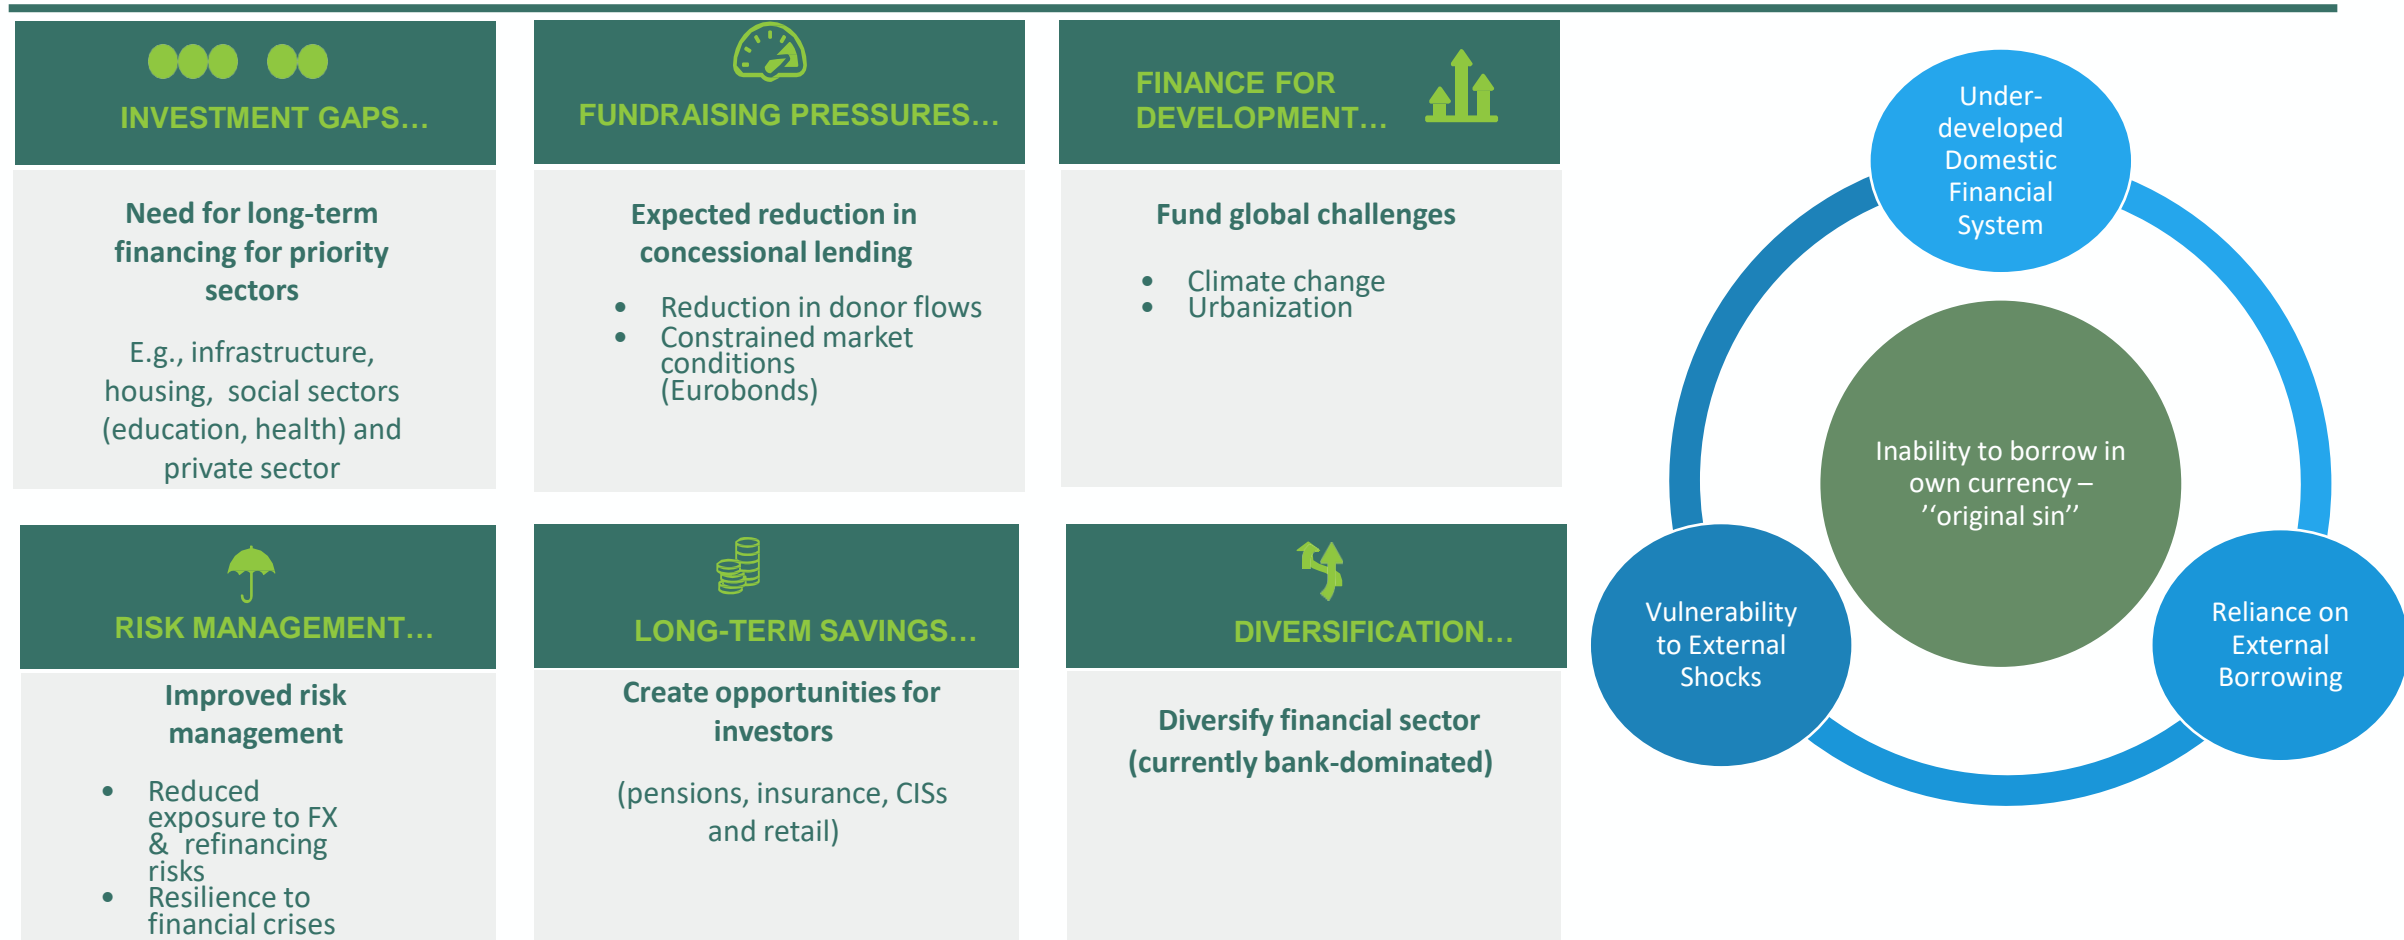 INVESTMENT GAPS…
Need for long-term
financing for priority
sectors
E.g., infrastructure,
housing, social sectors
(education, health) and
private sector
FUNDRAISING PRESSURES…
Expected reduction in
concessional lending
• Reduction in donor flows
• Constrained market
conditions
(Eurobonds)
FINANCE FOR
DEVELOPMENT…
Fund global challenges
• Climate change
• Urbanization
RISK MANAGEMENT…
Improved risk
management
• Reduced
exposure to FX
& refinancing
risks
• Resilience to
financial crises
LONG-TERM SAVINGS…
Create opportunities for
investors
(pensions, insurance, CISs
and retail)
DIVERSIFICATION…
Diversify financial sector
(currently bank-dominated)
Under-
developed
Domestic
Financial
System
Inability to borrow in
own currency –
’‘original sin’’
Vulnerability
to External
Shocks
Reliance on
External
Borrowing